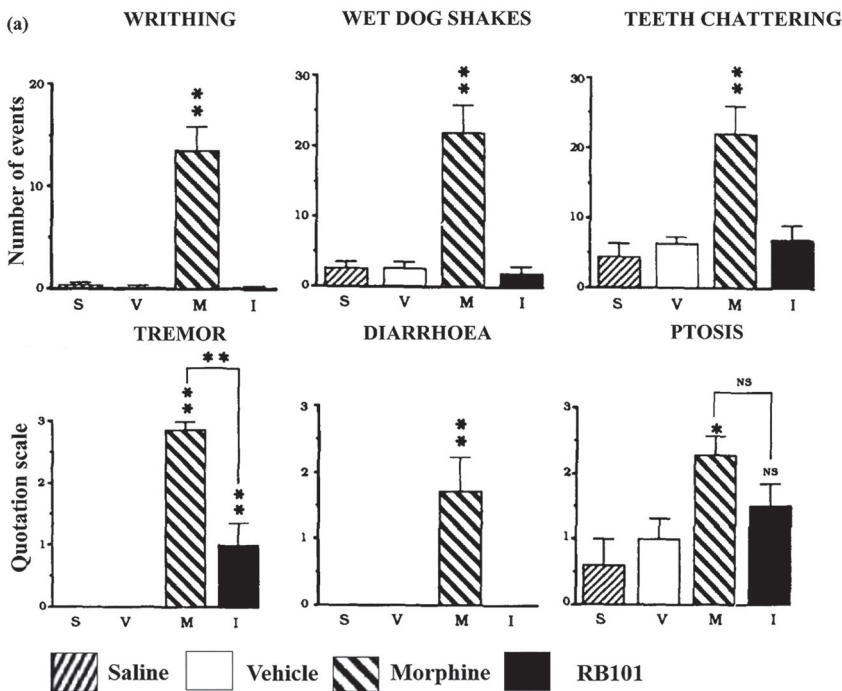 (a)
WRITHING
WET DOG SHAKES
TEETH CHATTERING
Number of events
20
10
0
**
S V M I
30
20
10
0
**
S V M I
30
20
10
0
**
S V M I
TREMOR
DIARRHOEA
PTOSIS
Quotation scale
3
2
1
0
**
**
**
S V M I
3
2
1
0
**
S V M I
3
2
1
0
NS
*
NS
S V M I
Saline Vehicle Morphine RB101